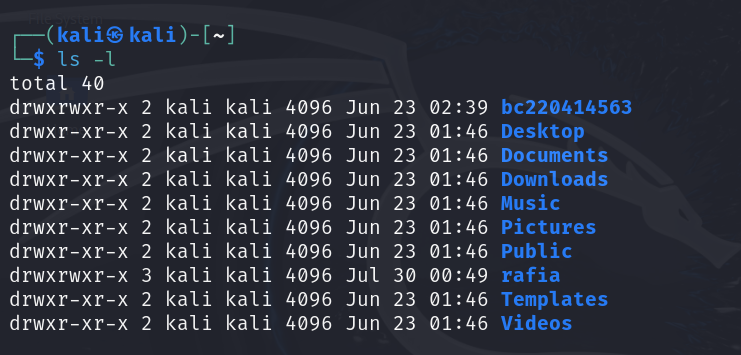 File System
┌──(kali㉿kali)-[~]
└─$ ls -l
total 40
drwxrwxr-x 2 kali kali 4096 Jun 23 02:39 bc220414563
drwxr-xr-x 2 kali kali 4096 Jun 23 01:46 Desktop
drwxr-xr-x 2 kali kali 4096 Jun 23 01:46 Documents
drwxr-xr-x 2 kali kali 4096 Jun 23 01:46 Downloads
drwxr-xr-x 2 kali kali 4096 Jun 23 01:46 Music
drwxr-xr-x 2 kali kali 4096 Jun 23 01:46 Pictures
drwxr-xr-x 2 kali kali 4096 Jun 23 01:46 Public
drwxrwxr-x 3 kali kali 4096 Jul 30 00:49 rafia
drwxr-xr-x 2 kali kali 4096 Jun 23 01:46 Templates
drwxr-xr-x 2 kali kali 4096 Jun 23 01:46 Videos